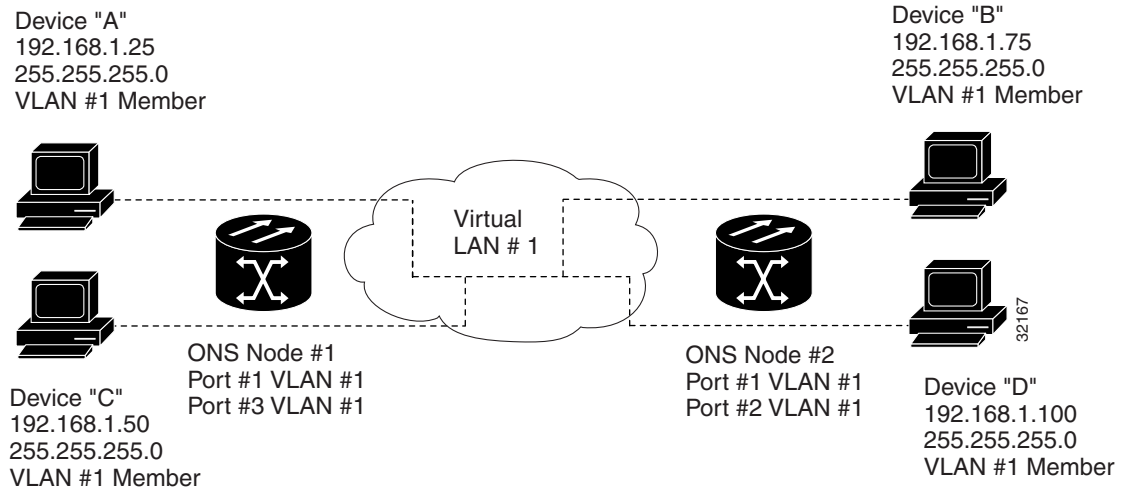 Device "A"
192.168.1.25
255.255.255.0
VLAN #1 Member
Device "B"
192.168.1.75
255.255.255.0
VLAN #1 Member
Virtual
LAN # 1
ONS Node #1
Port #1 VLAN #1
Port #3 VLAN #1
ONS Node #2
Port #1 VLAN #1
Port #2 VLAN #1
32167
Device "C"
192.168.1.50
255.255.255.0
VLAN #1 Member
Device "D"
192.168.1.100
255.255.255.0
VLAN #1 Member